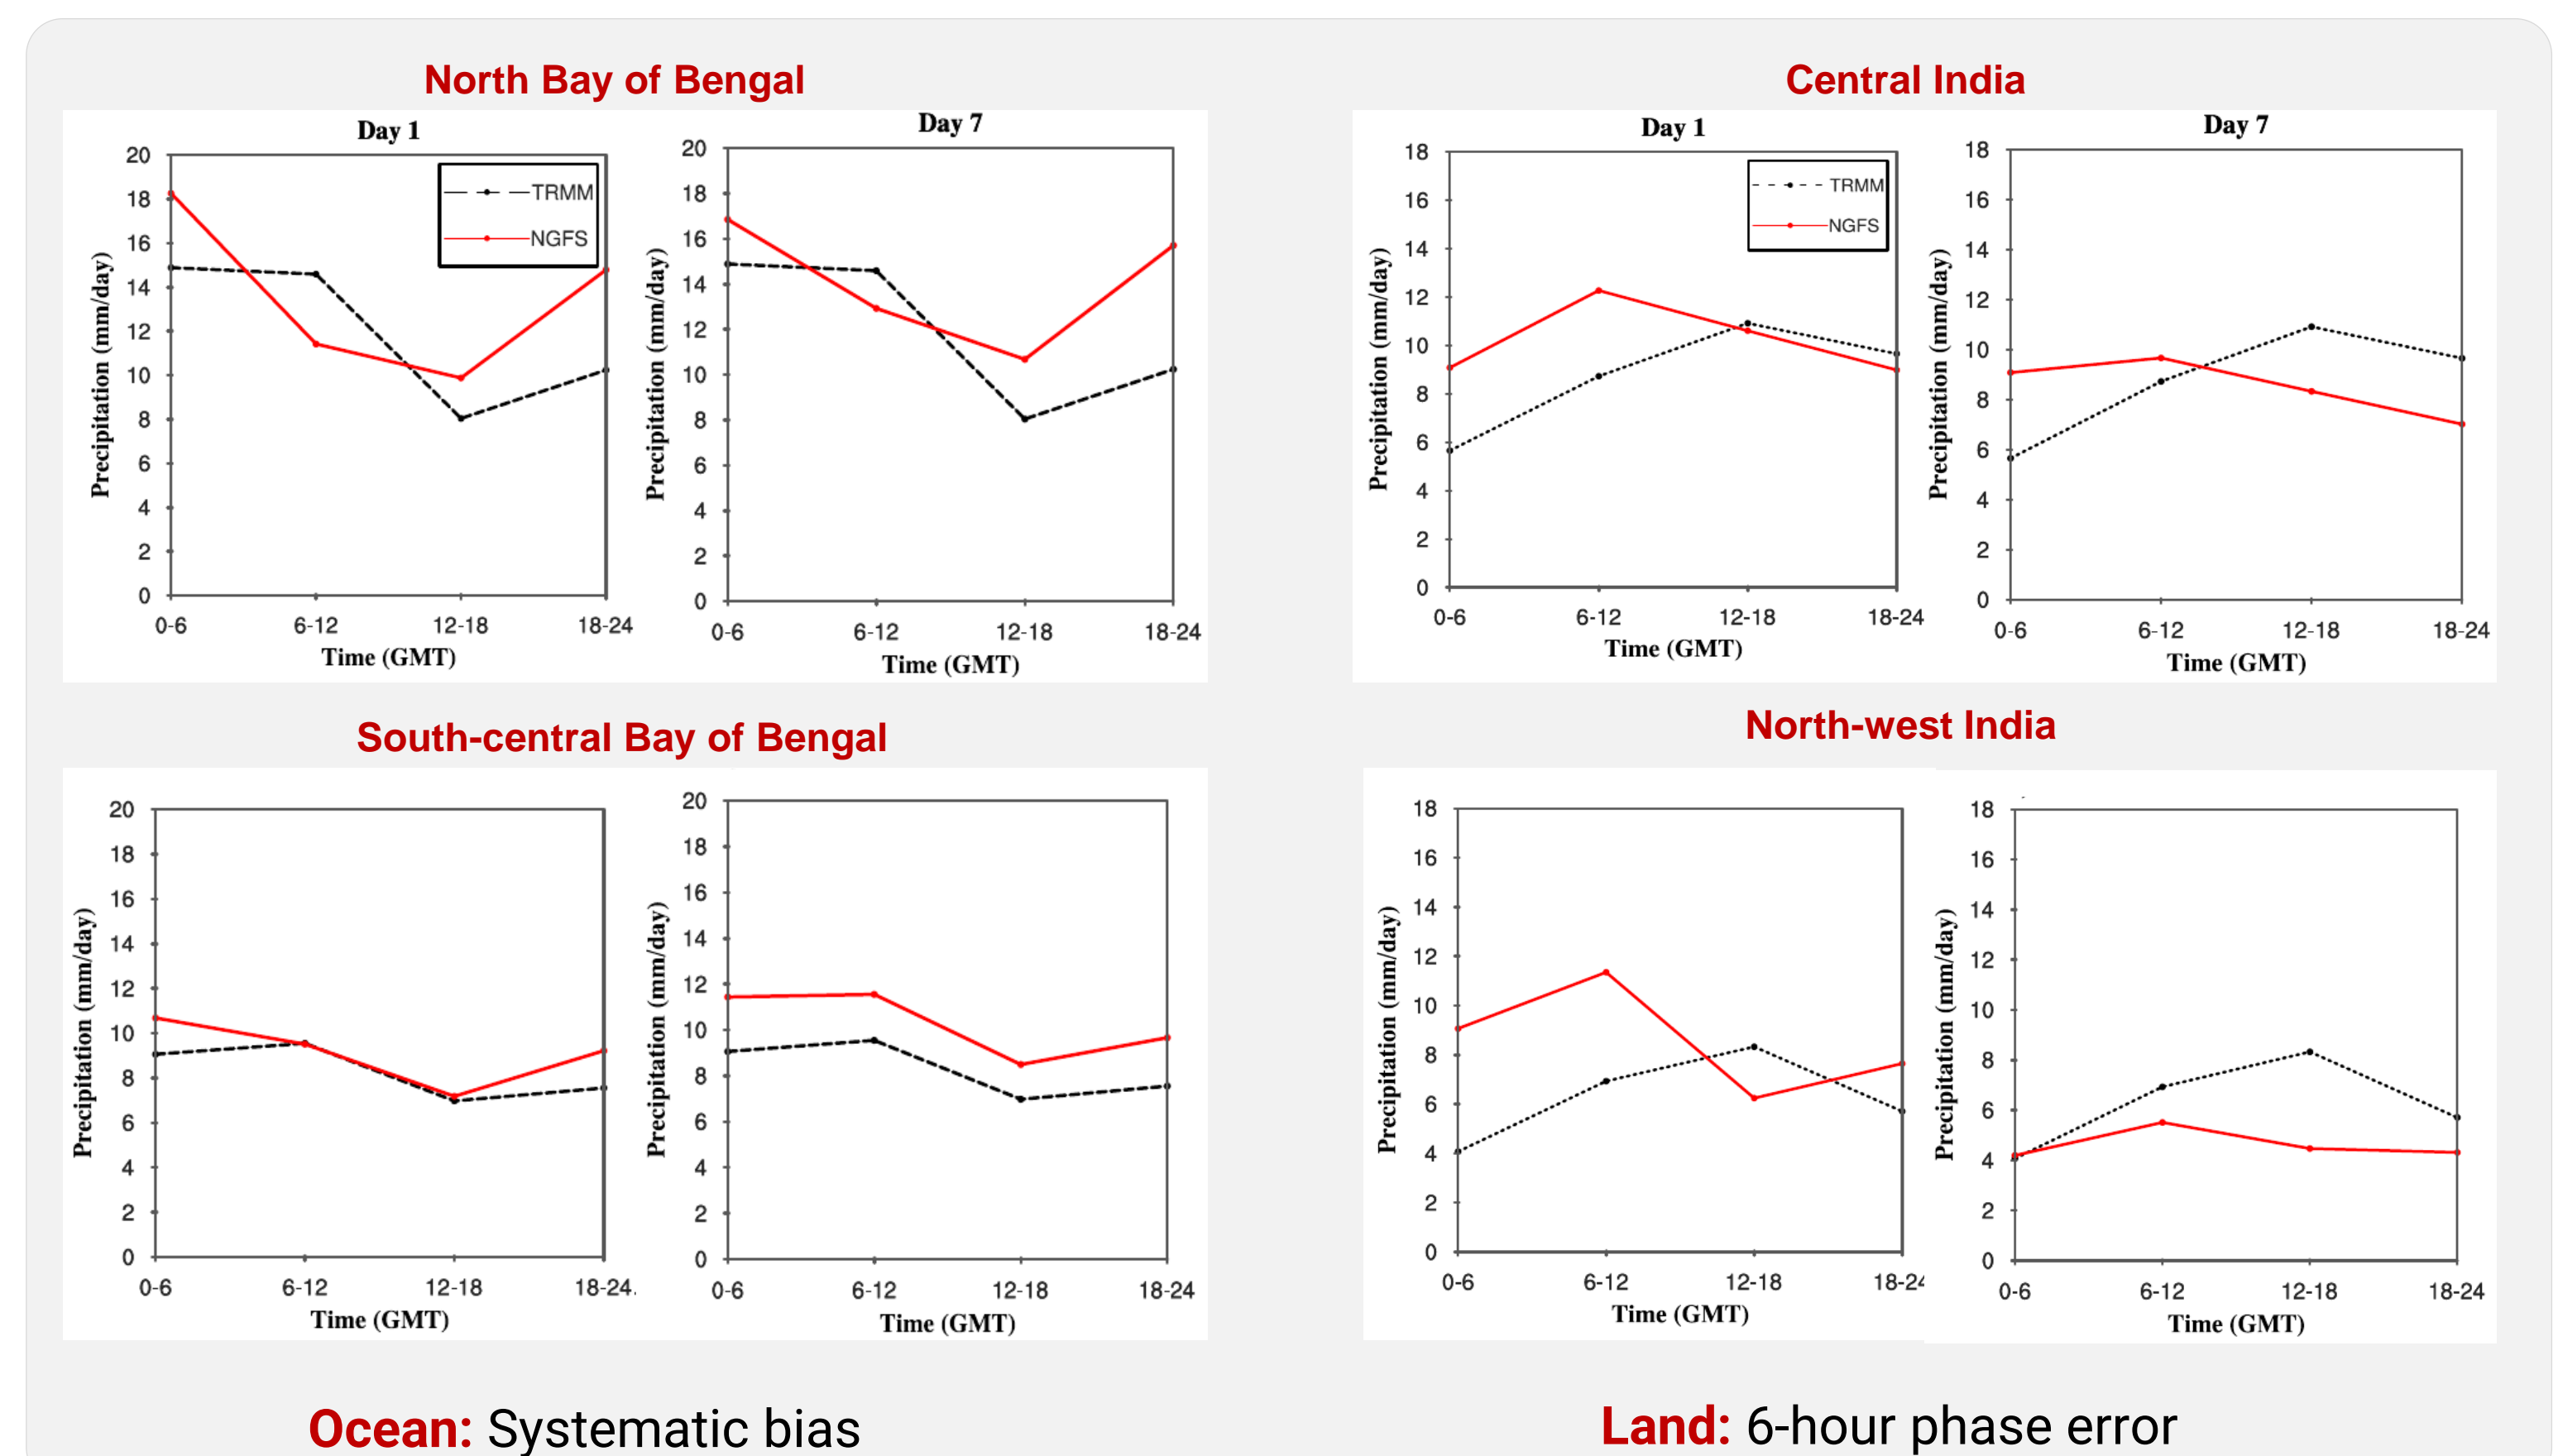 North Bay of Bengal
Day 1
20
18
16
14
12
10
8
6
4
2
0
Precipitation (mm/day)
TRMM
NGFS
0-6 6-12 12-18 18-24
Time (GMT)
Day 7
20
18
16
14
12
10
8
6
4
2
0
Precipitation (mm/day)
0-6 6-12 12-18 18-24
Time (GMT)
Central India
Day 1
18
16
14
12
10
8
6
4
2
0
Precipitation (mm/day)
TRMM
NGFS
0-6 6-12 12-18 18-24
Time (GMT)
Day 7
18
16
14
12
10
8
6
4
2
0
Precipitation (mm/day)
0-6 6-12 12-18 18-24
Time (GMT)
South-central Bay of Bengal
20
18
16
14
12
10
8
6
4
2
0
Precipitation (mm/day)
0-6 6-12 12-18 18-24.
Time (GMT)
20
18
16
14
12
10
8
6
4
2
0
Precipitation (mm/day)
0-6 6-12 12-18 18-24
Time (GMT)
North-west India
18
16
14
12
10
8
6
4
2
0
Precipitation (mm/day)
0-6 6-12 12-18 18-24
Time (GMT)
18
16
14
12
10
8
6
4
2
0
Precipitation (mm/day)
0-6 6-12 12-18 18-24
Time (GMT)
Ocean: Systematic bias
Land: 6-hour phase error